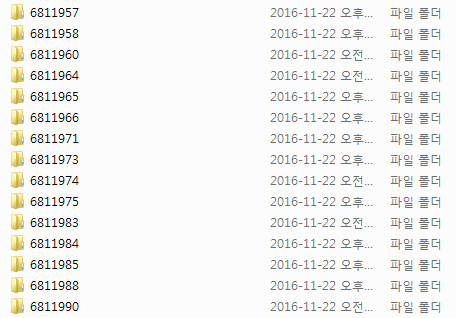 6811957 2016-11-22 오후... 파일 폴더
6811958 2016-11-22 오후... 파일 폴더
6811960 2016-11-22 오전... 파일 폴더
6811964 2016-11-22 오전... 파일 폴더
6811965 2016-11-22 오후... 파일 폴더
6811966 2016-11-22 오후... 파일 폴더
6811971 2016-11-22 오후... 파일 폴더
6811973 2016-11-22 오후... 파일 폴더
6811974 2016-11-22 오전... 파일 폴더
6811975 2016-11-22 오후... 파일 폴더
6811983 2016-11-22 오전... 파일 폴더
6811984 2016-11-22 오후... 파일 폴더
6811985 2016-11-22 오후... 파일 폴더
6811988 2016-11-22 오후... 파일 폴더
6811990 2016-11-22 오전... 파일 폴더